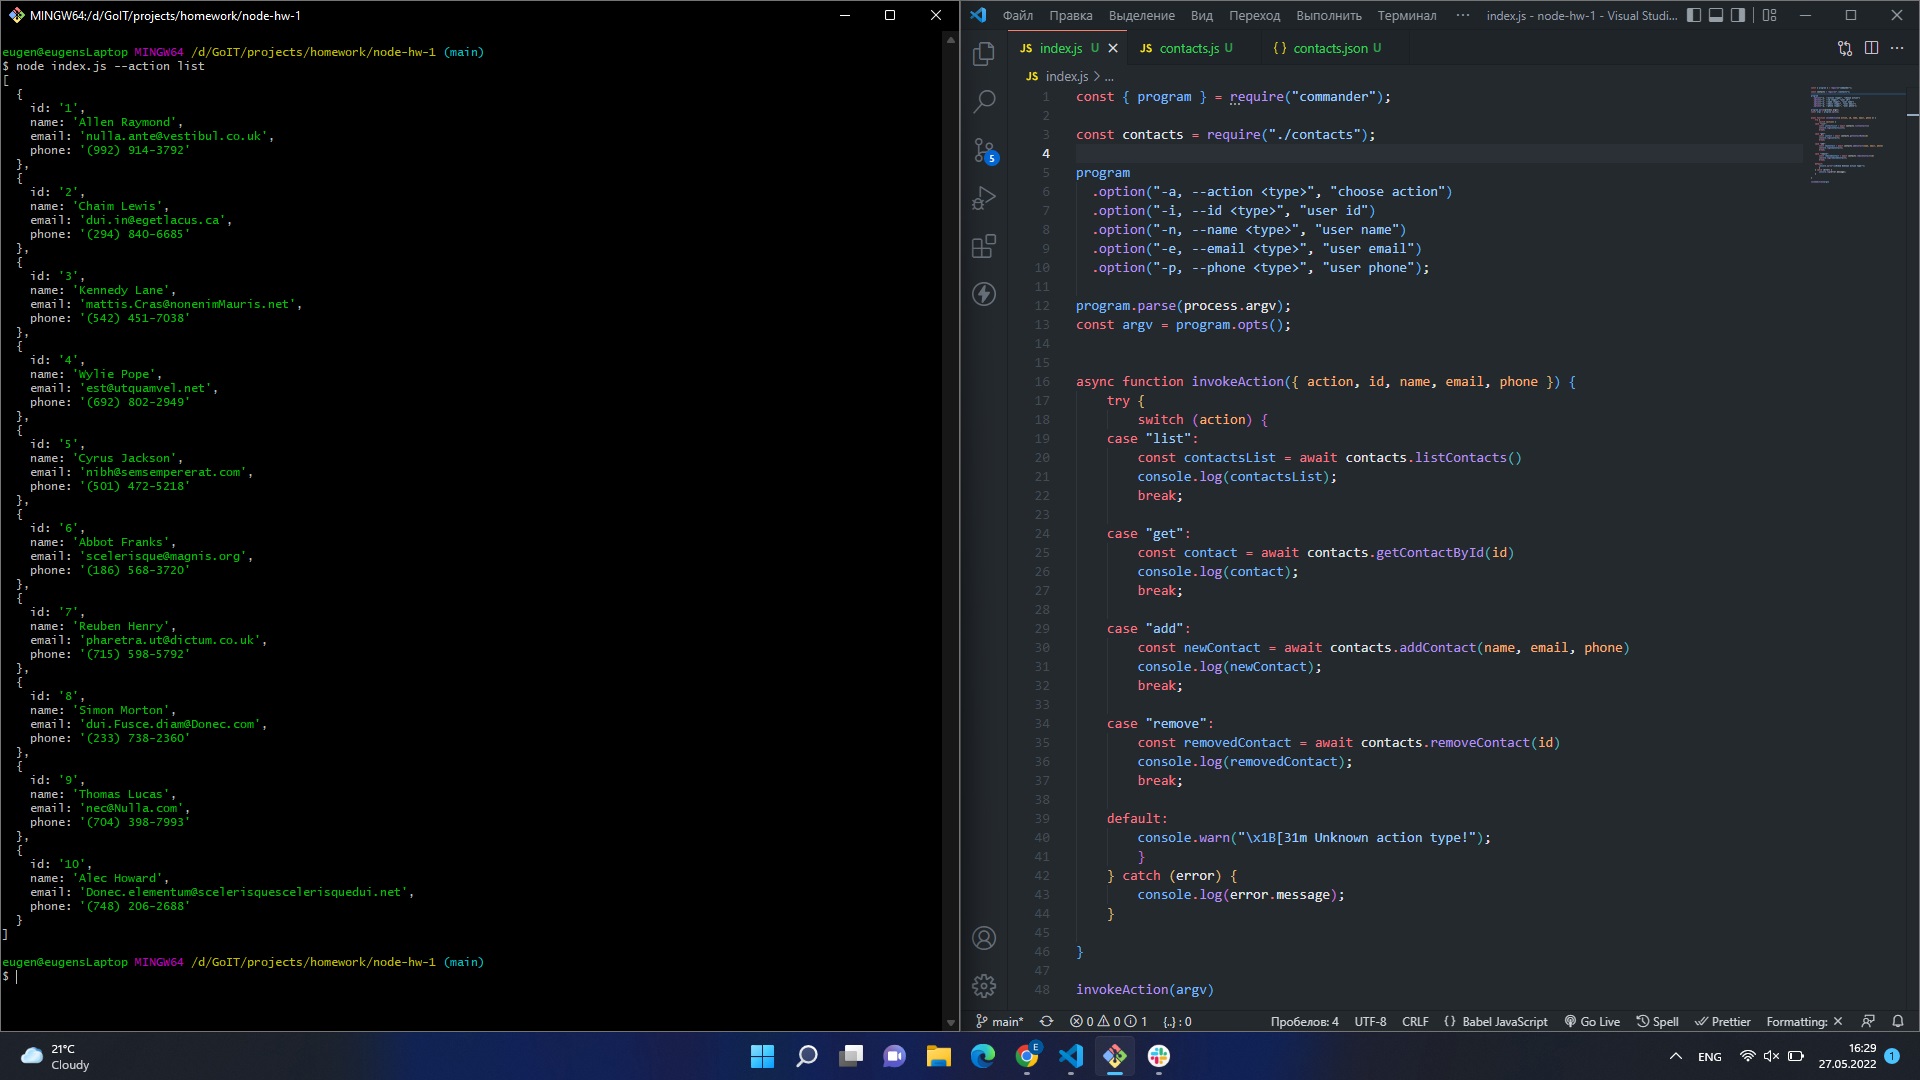 MINGW64:/d/GoIT/projects/homework/node-hw-1
eugen@eugensLaptop MINGW64 /d/GoIT/projects/homework/node-hw-1 (main)
$ node index.js --action list
[
  {
    id: '1',
    name: 'Allen Raymond',
    email: 'nulla.ante@vestibul.co.uk',
    phone: '(992) 914-3792'
  },
  {
    id: '2',
    name: 'Chaim Lewis',
    email: 'dui.in@egetlacus.ca',
    phone: '(294) 840-6685'
  },
  {
    id: '3',
    name: 'Kennedy Lane',
    email: 'mattis.Cras@nonenimMauris.net',
    phone: '(542) 451-7038'
  },
  {
    id: '4',
    name: 'Wylie Pope',
    email: 'est@utquamvel.net',
    phone: '(692) 802-2949'
  },
  {
    id: '5',
    name: 'Cyrus Jackson',
    email: 'nibh@semsempererat.com',
    phone: '(501) 472-5218'
  },
  {
    id: '6',
    name: 'Abbot Franks',
    email: 'scelerisque@magnis.org',
    phone: '(186) 568-3720'
  },
  {
    id: '7',
    name: 'Reuben Henry',
    email: 'pharetra.ut@dictum.co.uk',
    phone: '(715) 598-5792'
  },
  {
    id: '8',
    name: 'Simon Morton',
    email: 'dui.Fusce.diam@Donec.com',
    phone: '(233) 738-2360'
  },
  {
    id: '9',
    name: 'Thomas Lucas',
    email: 'nec@Nulla.com',
    phone: '(704) 398-7993'
  },
  {
    id: '10',
    name: 'Alec Howard',
    email: 'Donec.elementum@scelerisquescelerisquedui.net',
    phone: '(748) 206-2688'
  }
]
eugen@eugensLaptop MINGW64 /d/GoIT/projects/homework/node-hw-1 (main)
$
Файл Правка Выделение Вид Переход Выполнить Терминал ··· index.js - node-hw-1 - Visual Studi...
JS index.js U JS contacts.js U {} contacts.json U
JS index.js > ...
5
1 const { program } = require("commander");
2
3 const contacts = require("./contacts");
4
5 program
6   .option("-a, --action <type>", "choose action")
7   .option("-i, --id <type>", "user id")
8   .option("-n, --name <type>", "user name")
9   .option("-e, --email <type>", "user email")
10   .option("-p, --phone <type>", "user phone");
11
12 program.parse(process.argv);
13 const argv = program.opts();
14
15
16 async function invokeAction({ action, id, name, email, phone }) {
17     try {
18         switch (action) {
19     case "list":
20         const contactsList = await contacts.listContacts()
21         console.log(contactsList);
22         break;
23
24     case "get":
25         const contact = await contacts.getContactById(id)
26         console.log(contact);
27         break;
28
29     case "add":
30         const newContact = await contacts.addContact(name, email, phone)
31         console.log(newContact);
32         break;
33
34     case "remove":
35         const removedContact = await contacts.removeContact(id)
36         console.log(removedContact);
37         break;
38
39     default:
40         console.warn("\x1B[31m Unknown action type!");
41         }
42     } catch (error) {
43         console.log(error.message);
44     }
45
46 }
47
48 invokeAction(argv)
main* 0 0 1 {..} : 0 Пробелов: 4 UTF-8 CRLF {} Babel JavaScript Go Live Spell Prettier Formatting: ✕
21°C
Cloudy
E
ENG
16:29
27.05.2022
1